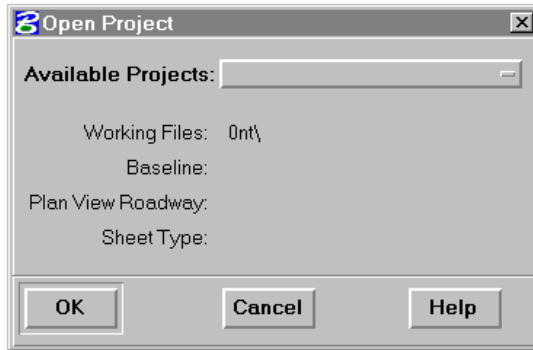 Open Project
Available Projects:
Working Files: 0nt\
Baseline:
Plan View Roadway:
Sheet Type:
OK Cancel Help